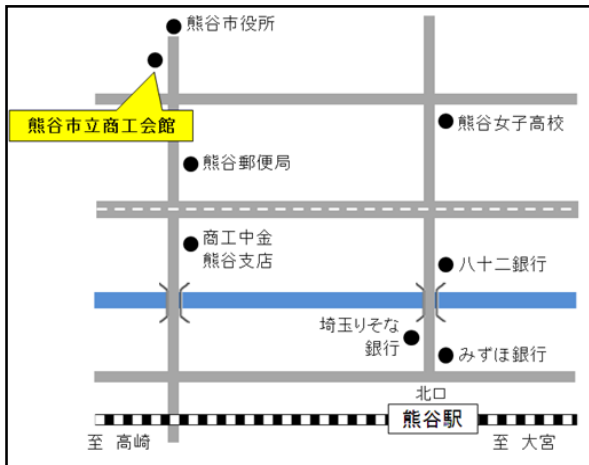 熊谷市役所
熊谷市立商工会館
熊谷女子高校
熊谷郵便局
商工中金
熊谷支店
八十二銀行
埼玉りそな
銀行
みずほ銀行
北口
熊谷駅
至 高崎
至 大宮